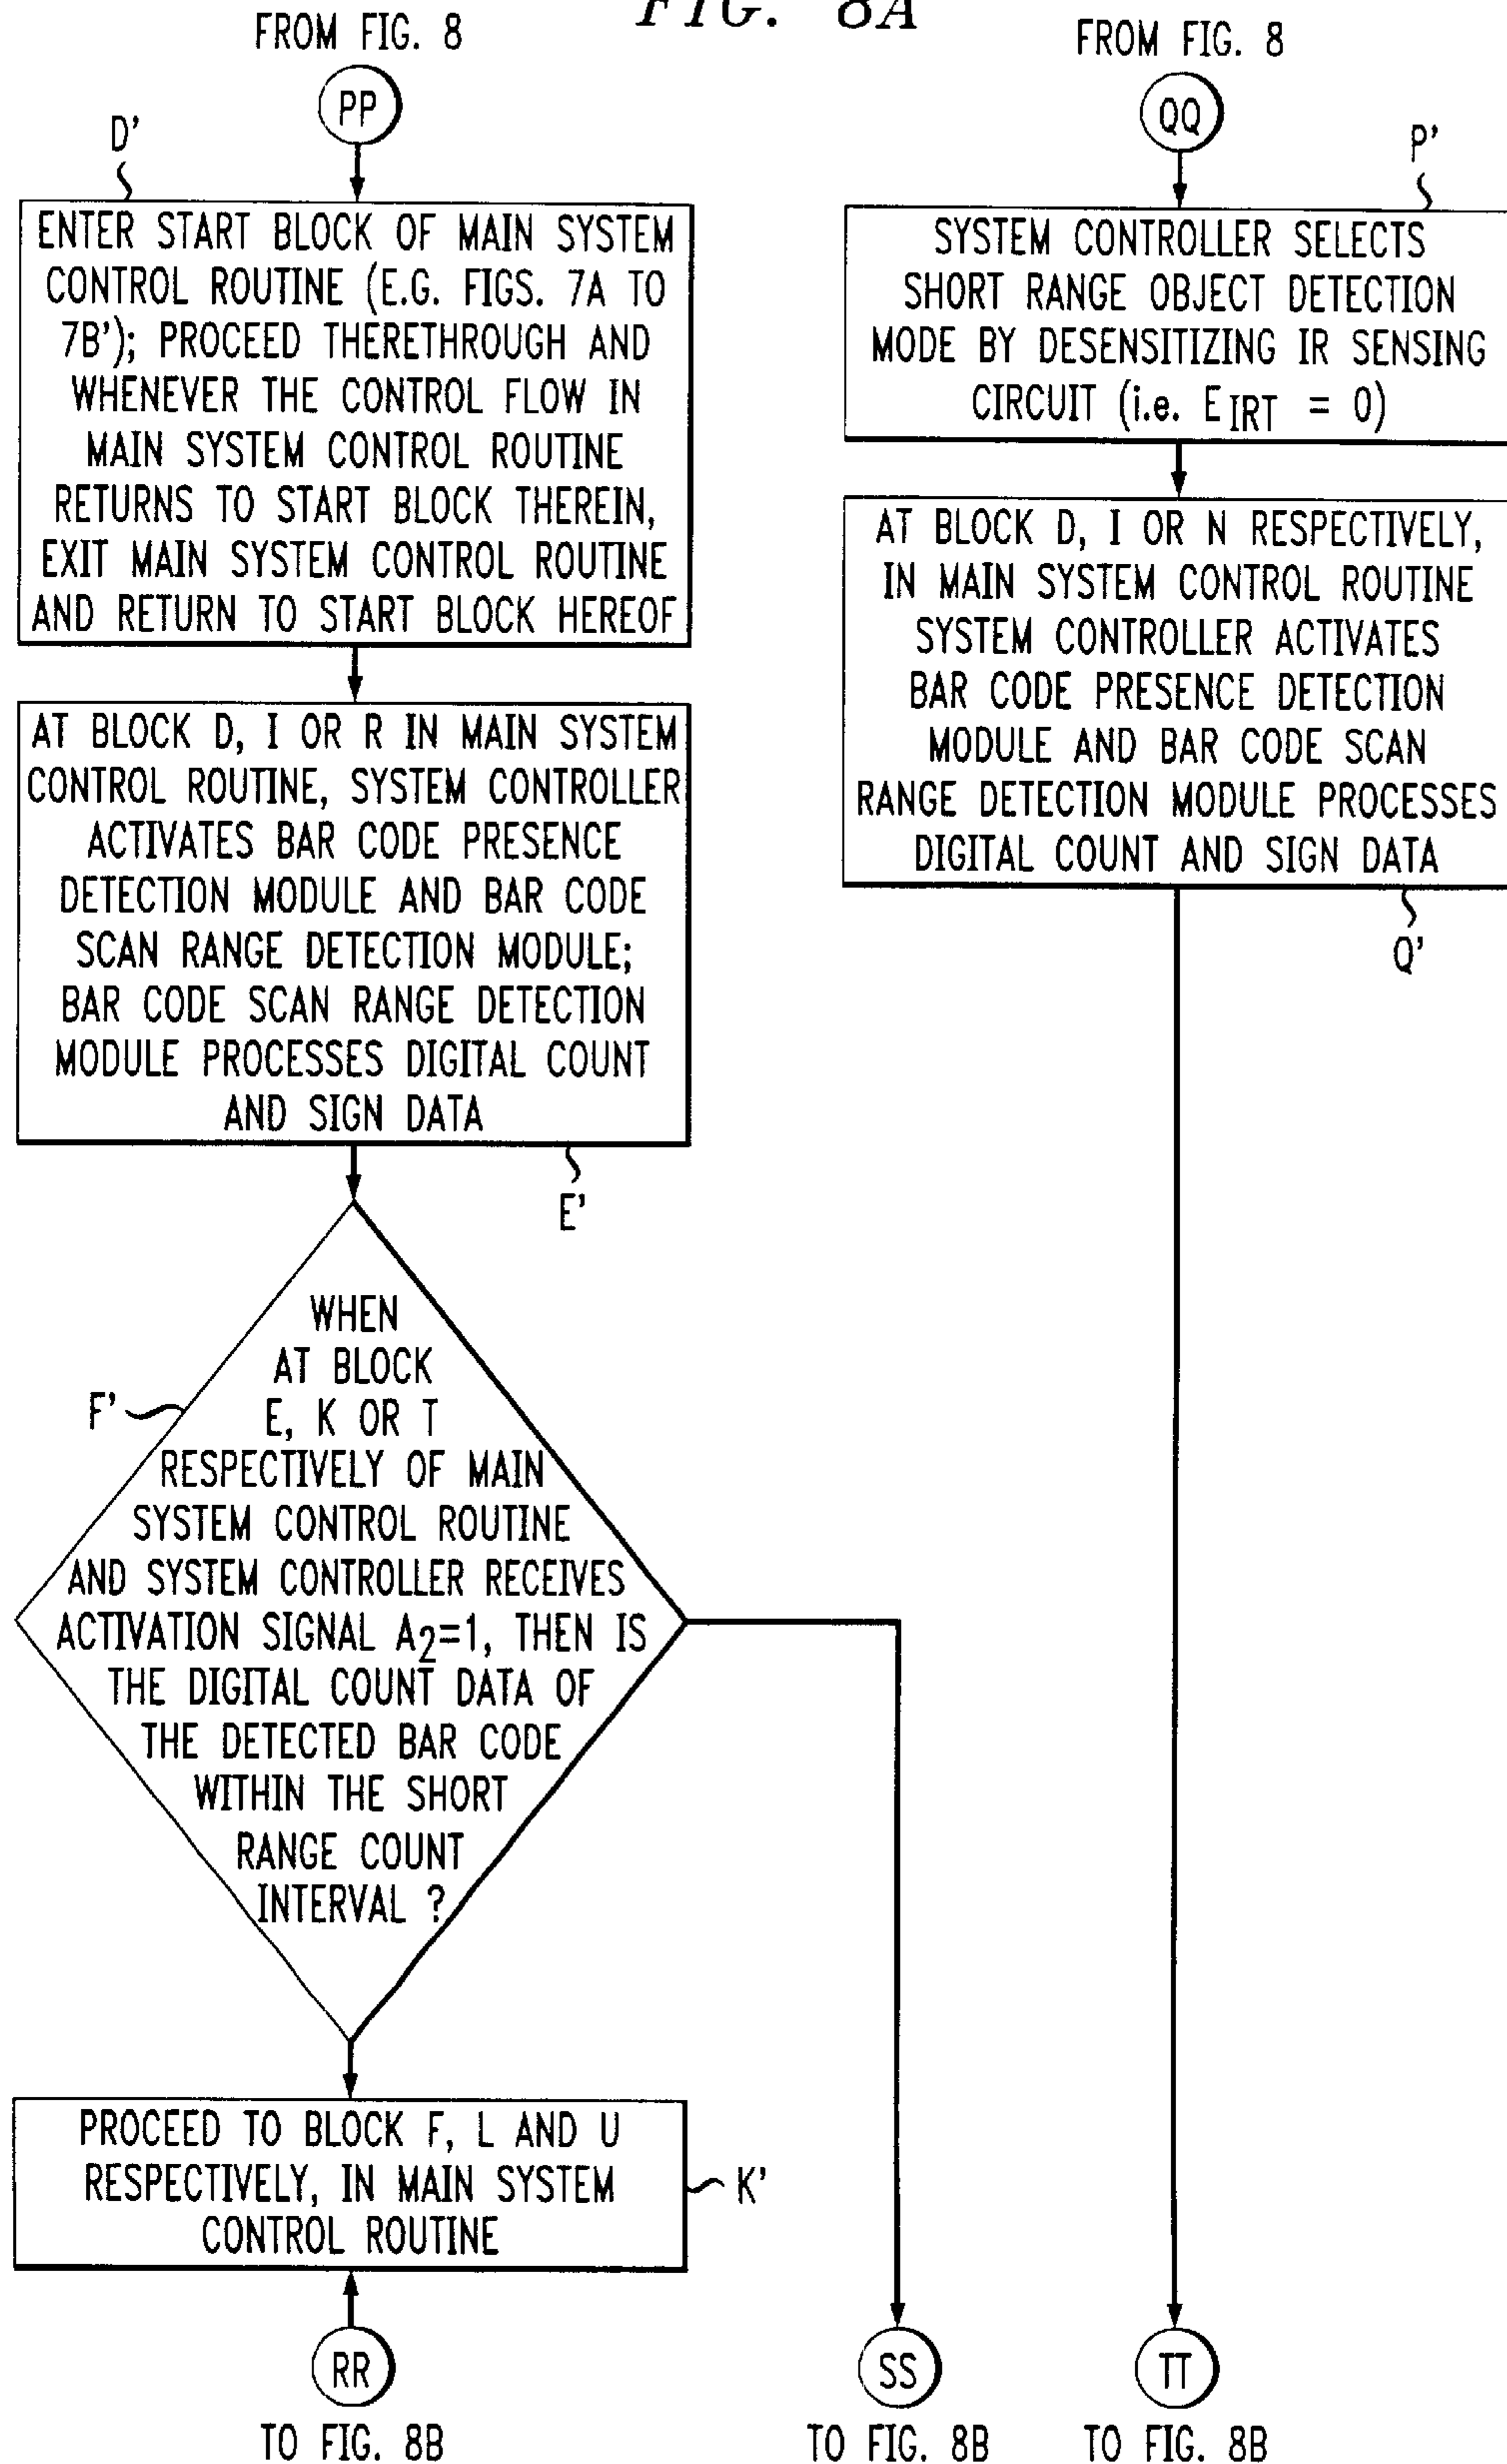 FIG. 8A
FROM FIG. 8
PP
D'
ENTER START BLOCK OF MAIN SYSTEM
CONTROL ROUTINE (E.G. FIGS. 7A TO
7B'); PROCEED THERETHROUGH AND
WHENEVER THE CONTROL FLOW IN
MAIN SYSTEM CONTROL ROUTINE
RETURNS TO START BLOCK THEREIN,
EXIT MAIN SYSTEM CONTROL ROUTINE
AND RETURN TO START BLOCK HEREOF
AT BLOCK D, I OR R IN MAIN SYSTEM
CONTROL ROUTINE, SYSTEM CONTROLLER
ACTIVATES BAR CODE PRESENCE
DETECTION MODULE AND BAR CODE
SCAN RANGE DETECTION MODULE;
BAR CODE SCAN RANGE DETECTION
MODULE PROCESSES DIGITAL COUNT
AND SIGN DATA
E'
F'
WHEN
AT BLOCK
E, K OR T
RESPECTIVELY OF MAIN
SYSTEM CONTROL ROUTINE
AND SYSTEM CONTROLLER RECEIVES
ACTIVATION SIGNAL A2=1, THEN IS
THE DIGITAL COUNT DATA OF
THE DETECTED BAR CODE
WITHIN THE SHORT
RANGE COUNT
INTERVAL ?
PROCEED TO BLOCK F, L AND U
RESPECTIVELY, IN MAIN SYSTEM
CONTROL ROUTINE
K'
RR
TO FIG. 8B
SS
TO FIG. 8B
FROM FIG. 8
QQ
P'
SYSTEM CONTROLLER SELECTS
SHORT RANGE OBJECT DETECTION
MODE BY DESENSITIZING IR SENSING
CIRCUIT (i.e. EIRT = 0)
AT BLOCK D, I OR N RESPECTIVELY,
IN MAIN SYSTEM CONTROL ROUTINE
SYSTEM CONTROLLER ACTIVATES
BAR CODE PRESENCE DETECTION
MODULE AND BAR CODE SCAN
RANGE DETECTION MODULE PROCESSES
DIGITAL COUNT AND SIGN DATA
Q'
TT
TO FIG. 8B